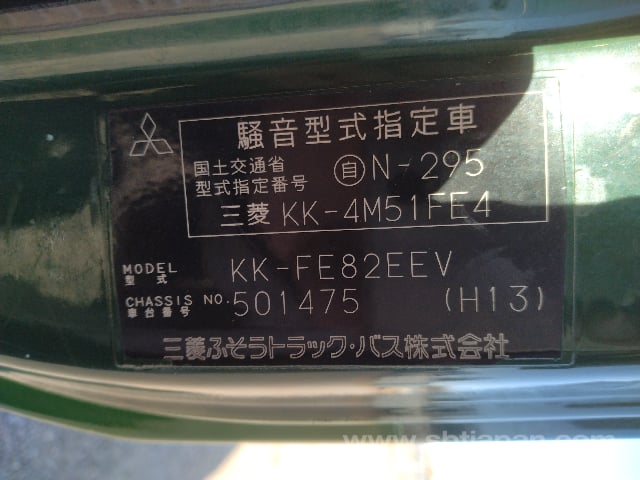 騒音型式指定車
国土交通省
型式指定番号 自N-295
三菱 KK-4M51FE4
MODEL
型式 KK-FE82EEV
CHASSIS NO.
車台番号 501475 (H13)
三菱ふそうトラック・バス株式会社
www.sbtjapan.com